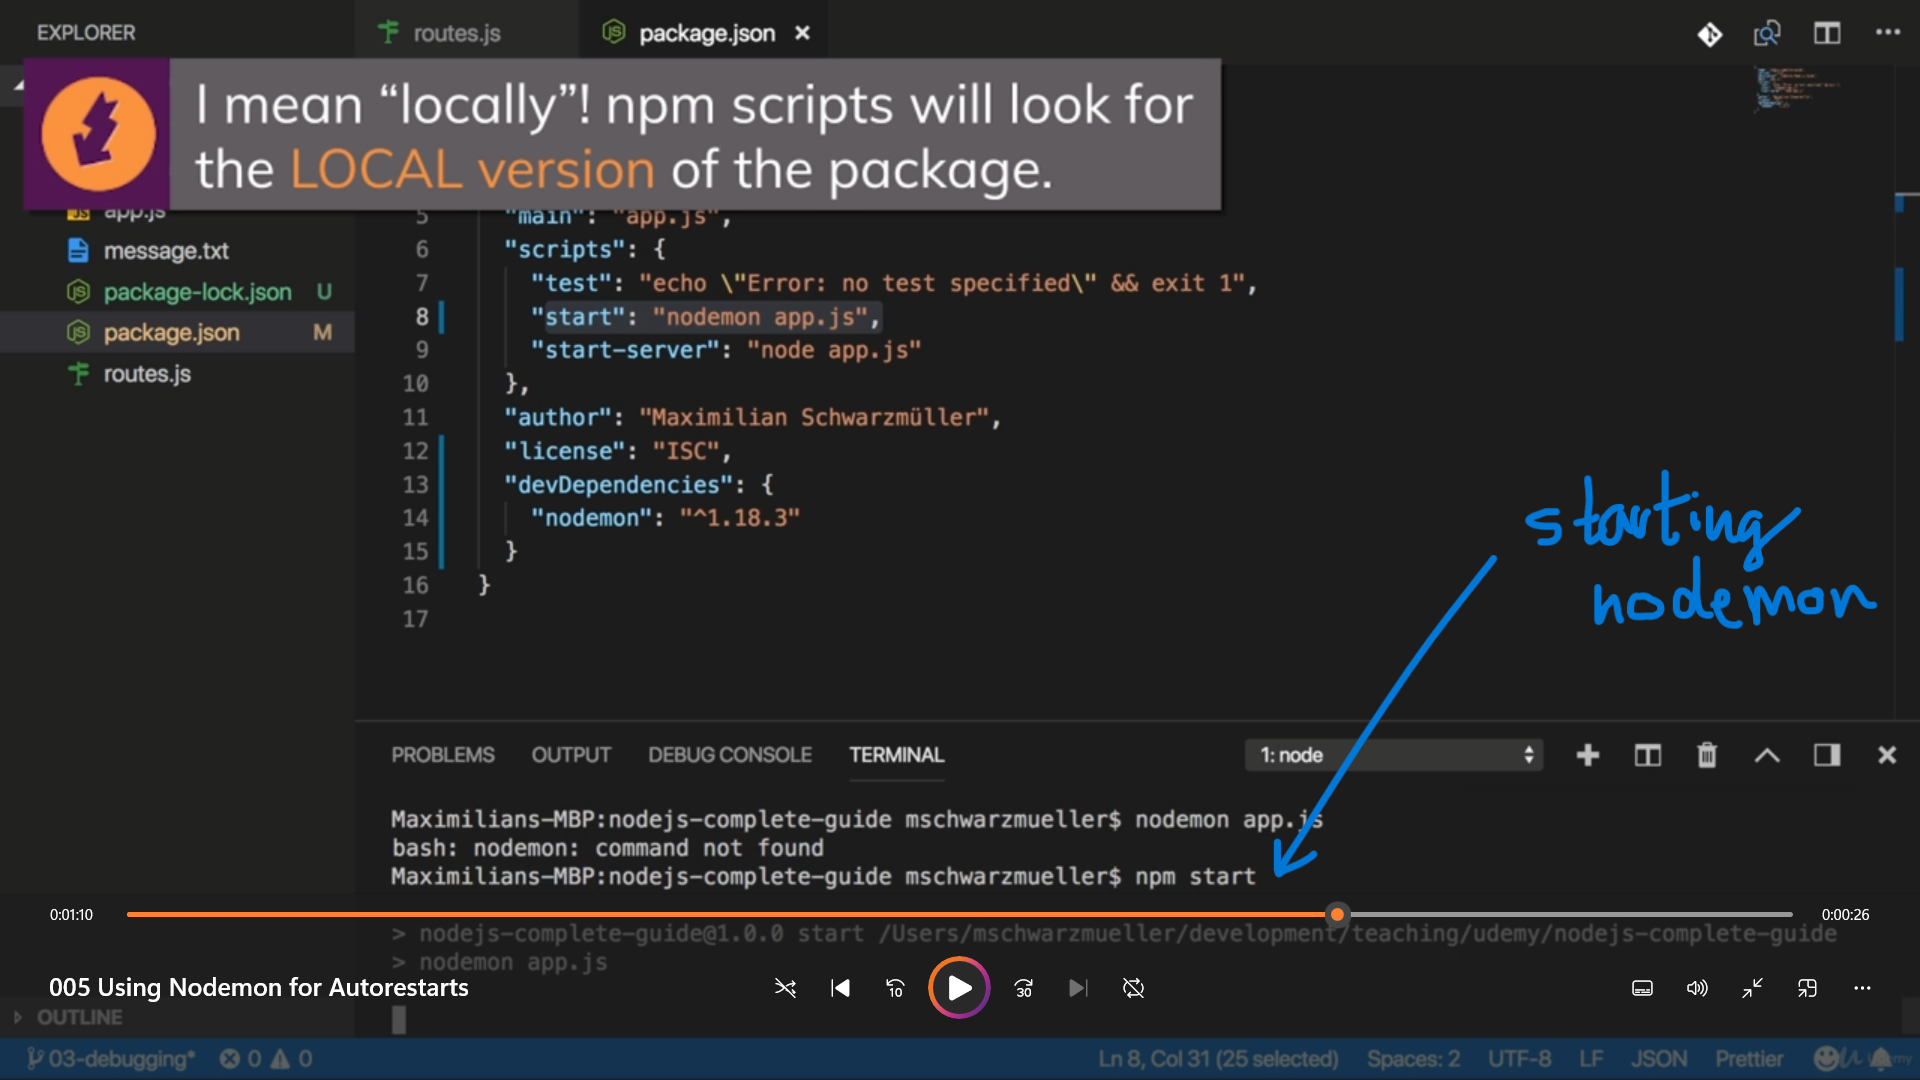 EXPLORER
routes.js
package.json
I mean “locally”! npm scripts will look for
the LOCAL version of the package.
app.js
message.txt
package-lock.json U
package.json M
routes.js
5 "main": "app.js",
6 "scripts": {
7 "test": "echo \"Error: no test specified\" && exit 1",
8 "start": "nodemon app.js",
9 "start-server": "node app.js"
10 },
11 "author": "Maximilian Schwarzmüller",
12 "license": "ISC",
13 "devDependencies": {
14 "nodemon": "^1.18.3"
15 }
16 }
17
starting
nodemon
PROBLEMS OUTPUT DEBUG CONSOLE TERMINAL 1: node
Maximilians-MBP:nodejs-complete-guide mschwarzmueller$ nodemon app.js
bash: nodemon: command not found
Maximilians-MBP:nodejs-complete-guide mschwarzmueller$ npm start
0:01:10 0:00:26
> nodejs-complete-guide@1.0.0 start /Users/mschwarzmueller/development/teaching/udemy/nodejs-complete-guide
> nodemon app.js
005 Using Nodemon for Autorestarts
10 30
OUTLINE
03-debugging* 0 0 Ln 8, Col 31 (25 selected) Spaces: 2 UTF-8 LF JSON Prettier